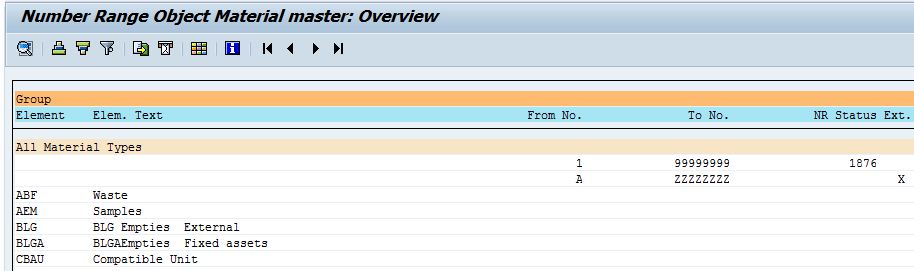 Number Range Object Material master: Overview
Group
Element Elem. Text From No. To No. NR Status Ext.
All Material Types
1 99999999 1876
A ZZZZZZZZ X
ABF Waste
AEM Samples
BLG BLG Empties External
BLGA BLGAEmpties Fixed assets
CBAU Compatible Unit